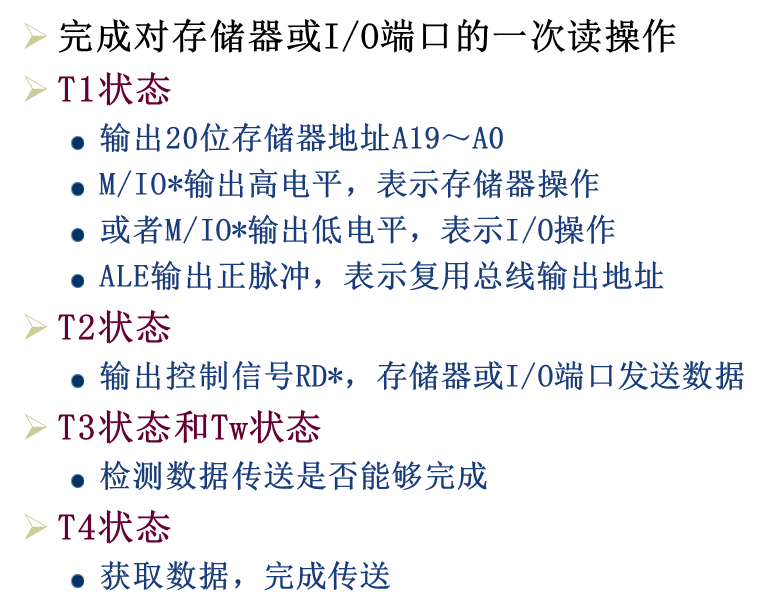 完成对存储器或I/O端口的一次读操作
T1状态
输出20位存储器地址A19～A0
M/IO*输出高电平，表示存储器操作
或者M/IO*输出低电平，表示I/O操作
ALE输出正脉冲，表示复用总线输出地址
T2状态
输出控制信号RD*，存储器或I/O端口发送数据
T3状态和Tw状态
检测数据传送是否能够完成
T4状态
获取数据，完成传送